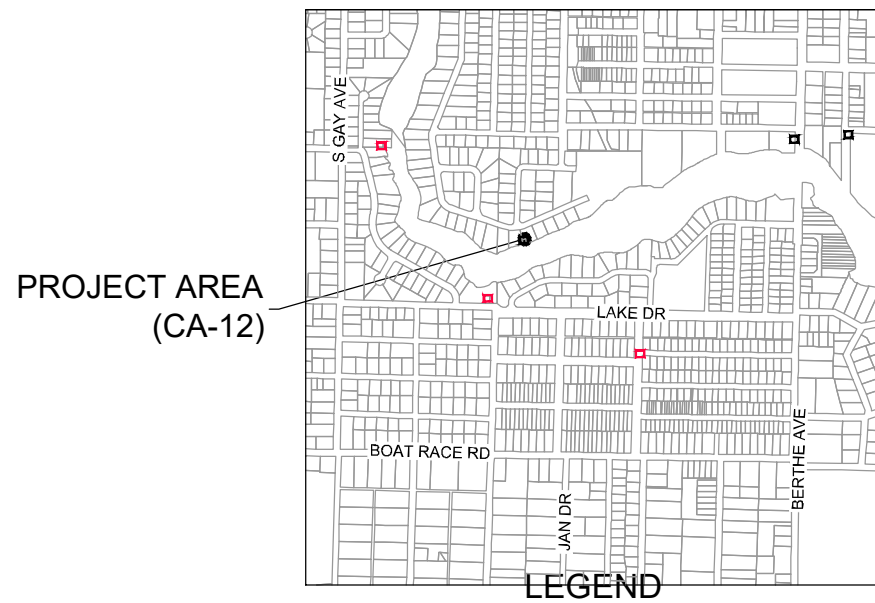 S GAY AVE
PROJECT AREA
(CA-12)
LAKE DR
BOAT RACE RD
BERTHE AVE
JAN DR
LEGEND